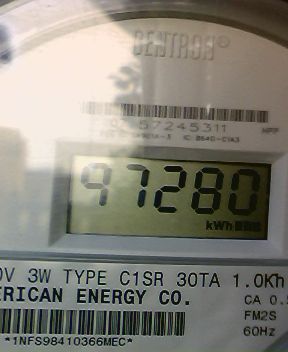 CENTRON®
57245311
97280
kWh
0V 3W TYPE C1SR 30TA 1.0Kh
ERICAN ENERGY CO.
CA 0.5
FM2S
60Hz
*1NFS98410366MEC*